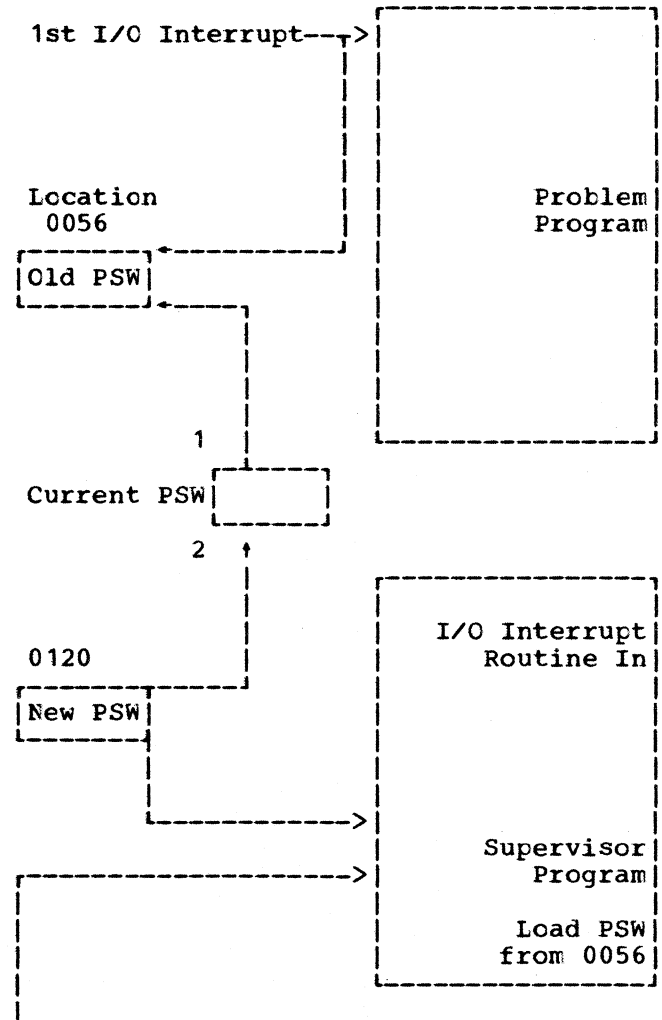 1st I/O Interrupt
Location
0056
Problem
Program
Old PSW
1
Current PSW
2
I/O Interrupt
Routine In
0120
New PSW
Supervisor
Program
Load PSW
from 0056